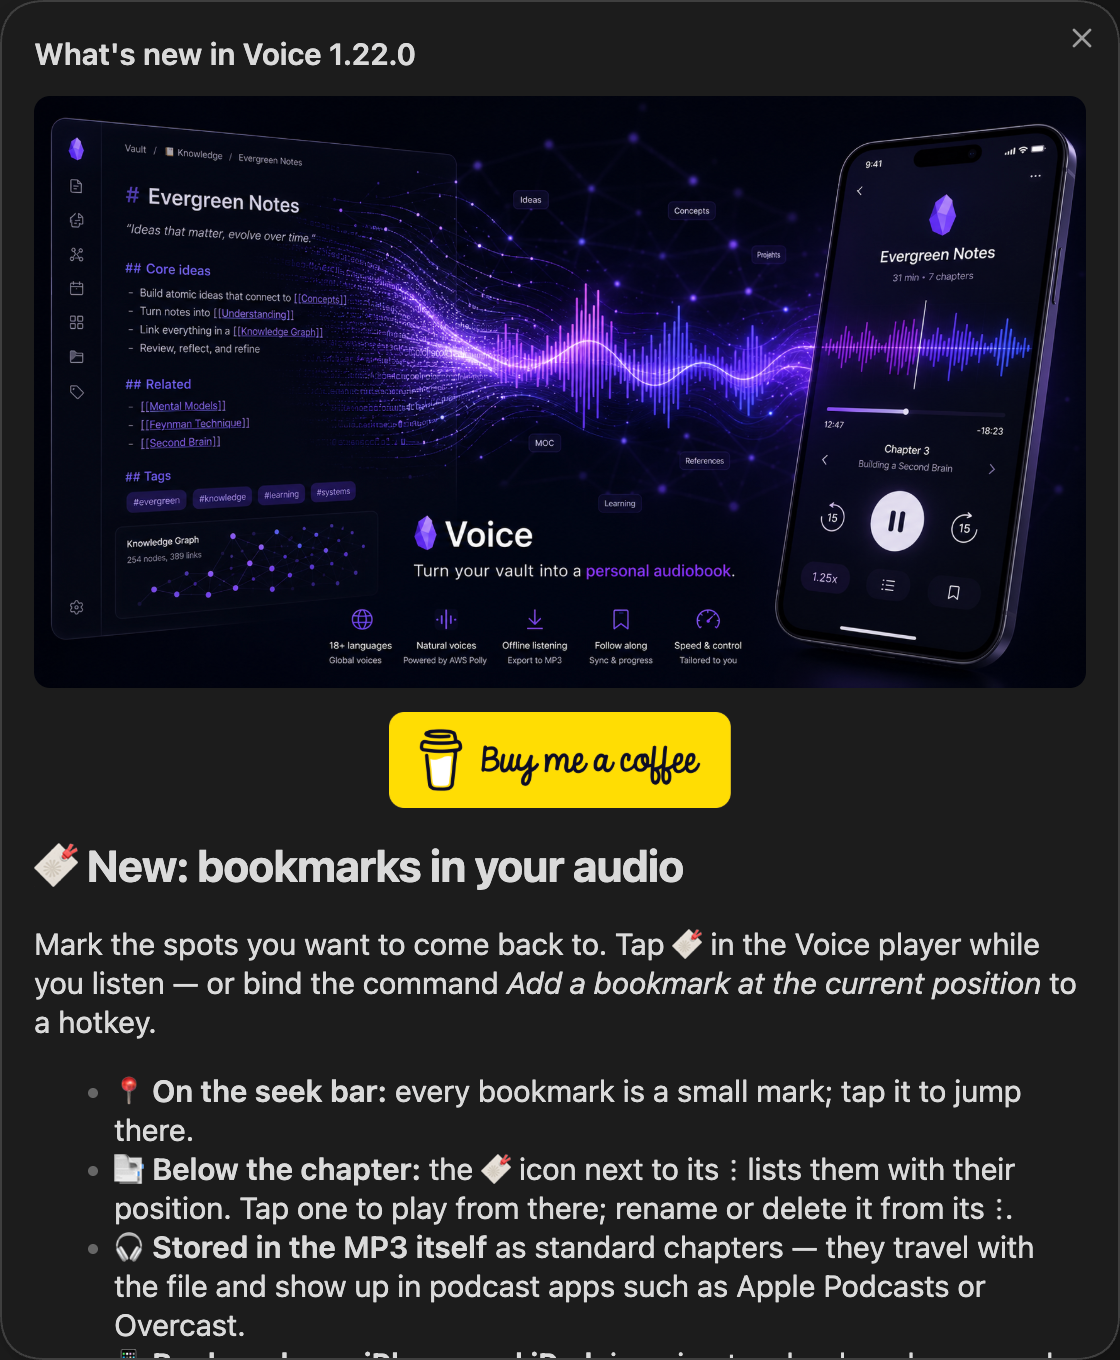 What's new in Voice 1.22.0
Vault / Knowledge / Evergreen Notes
# Evergreen Notes
"Ideas that matter, evolve over time."
## Core ideas
- Build atomic ideas that connect to [[Concepts]]
- Turn notes into [[Understanding]]
- Link everything in a [[Knowledge Graph]]
- Review, reflect, and refine
## Related
- [[Mental Models]]
- [[Feynman Technique]]
- [[Second Brain]]
## Tags
#evergreen #knowledge #learning #systems
Knowledge Graph
254 nodes, 389 links
Ideas
Concepts
Projehts
MOC
References
Learning
Voice
Turn your vault into a personal audiobook.
18+ languages
Global voices
Natural voices
Powered by AWS Polly
Offline listening
Export to MP3
Follow along
Sync & progress
Speed & control
Tailored to you
9:41
Evergreen Notes
31 min • 7 chapters
12:47
-18:23
Chapter 3
Building a Second Brain
15
15
1.25x
Buy me a coffee
New: bookmarks in your audio
Mark the spots you want to come back to. Tap 🔖 in the Voice player while
you listen — or bind the command Add a bookmark at the current position to
a hotkey.
• 📍 On the seek bar: every bookmark is a small mark; tap it to jump
there.
• 📑 Below the chapter: the 🔖 icon next to its ⋮ lists them with their
position. Tap one to play from there; rename or delete it from its ⋮.
• 🎧 Stored in the MP3 itself as standard chapters — they travel with
the file and show up in podcast apps such as Apple Podcasts or
Overcast.